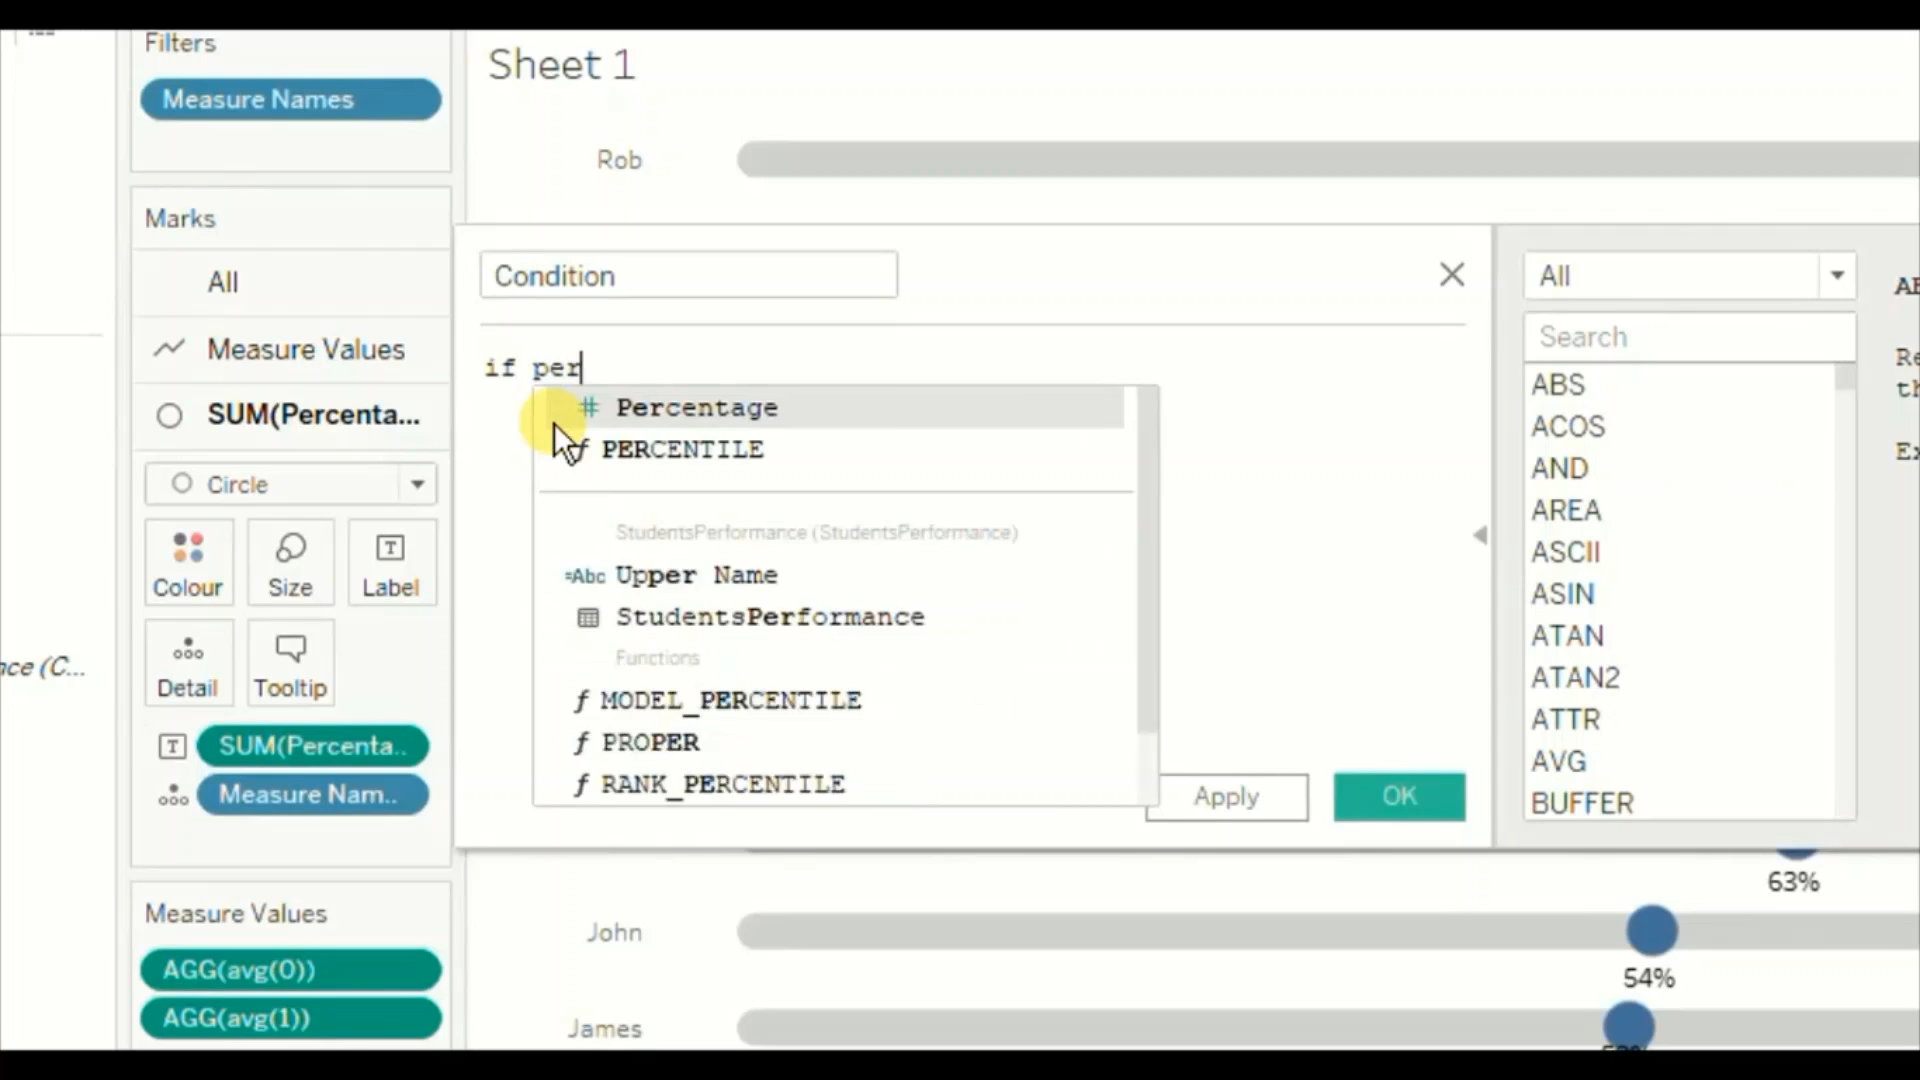 Filters
Measure Names
Marks
All
Measure Values
SUM(Percenta...
Circle
Colour
Size
Label
Detail
Tooltip
SUM(Percenta..
Measure Nam..
Measure Values
AGG(avg(0))
AGG(avg(1))
nce (C...
Sheet 1
Rob
Condition
if per
Percentage
PERCENTILE
StudentsPerformance (StudentsPerformance)
=Abc Upper Name
StudentsPerformance
Functions
MODEL_PERCENTILE
PROPER
RANK_PERCENTILE
Apply
OK
All
Search
ABS
ACOS
AND
AREA
ASCII
ASIN
ATAN
ATAN2
ATTR
AVG
BUFFER
63%
John
54%
James